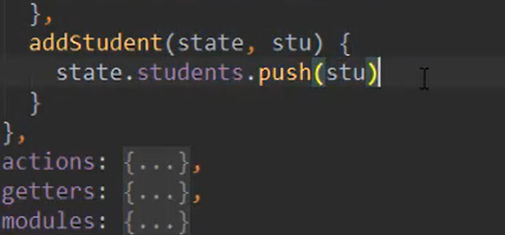 },
addStudent(state, stu) {
state.students.push(stu)
}
},
actions: {...},
getters: {...},
modules: {...}